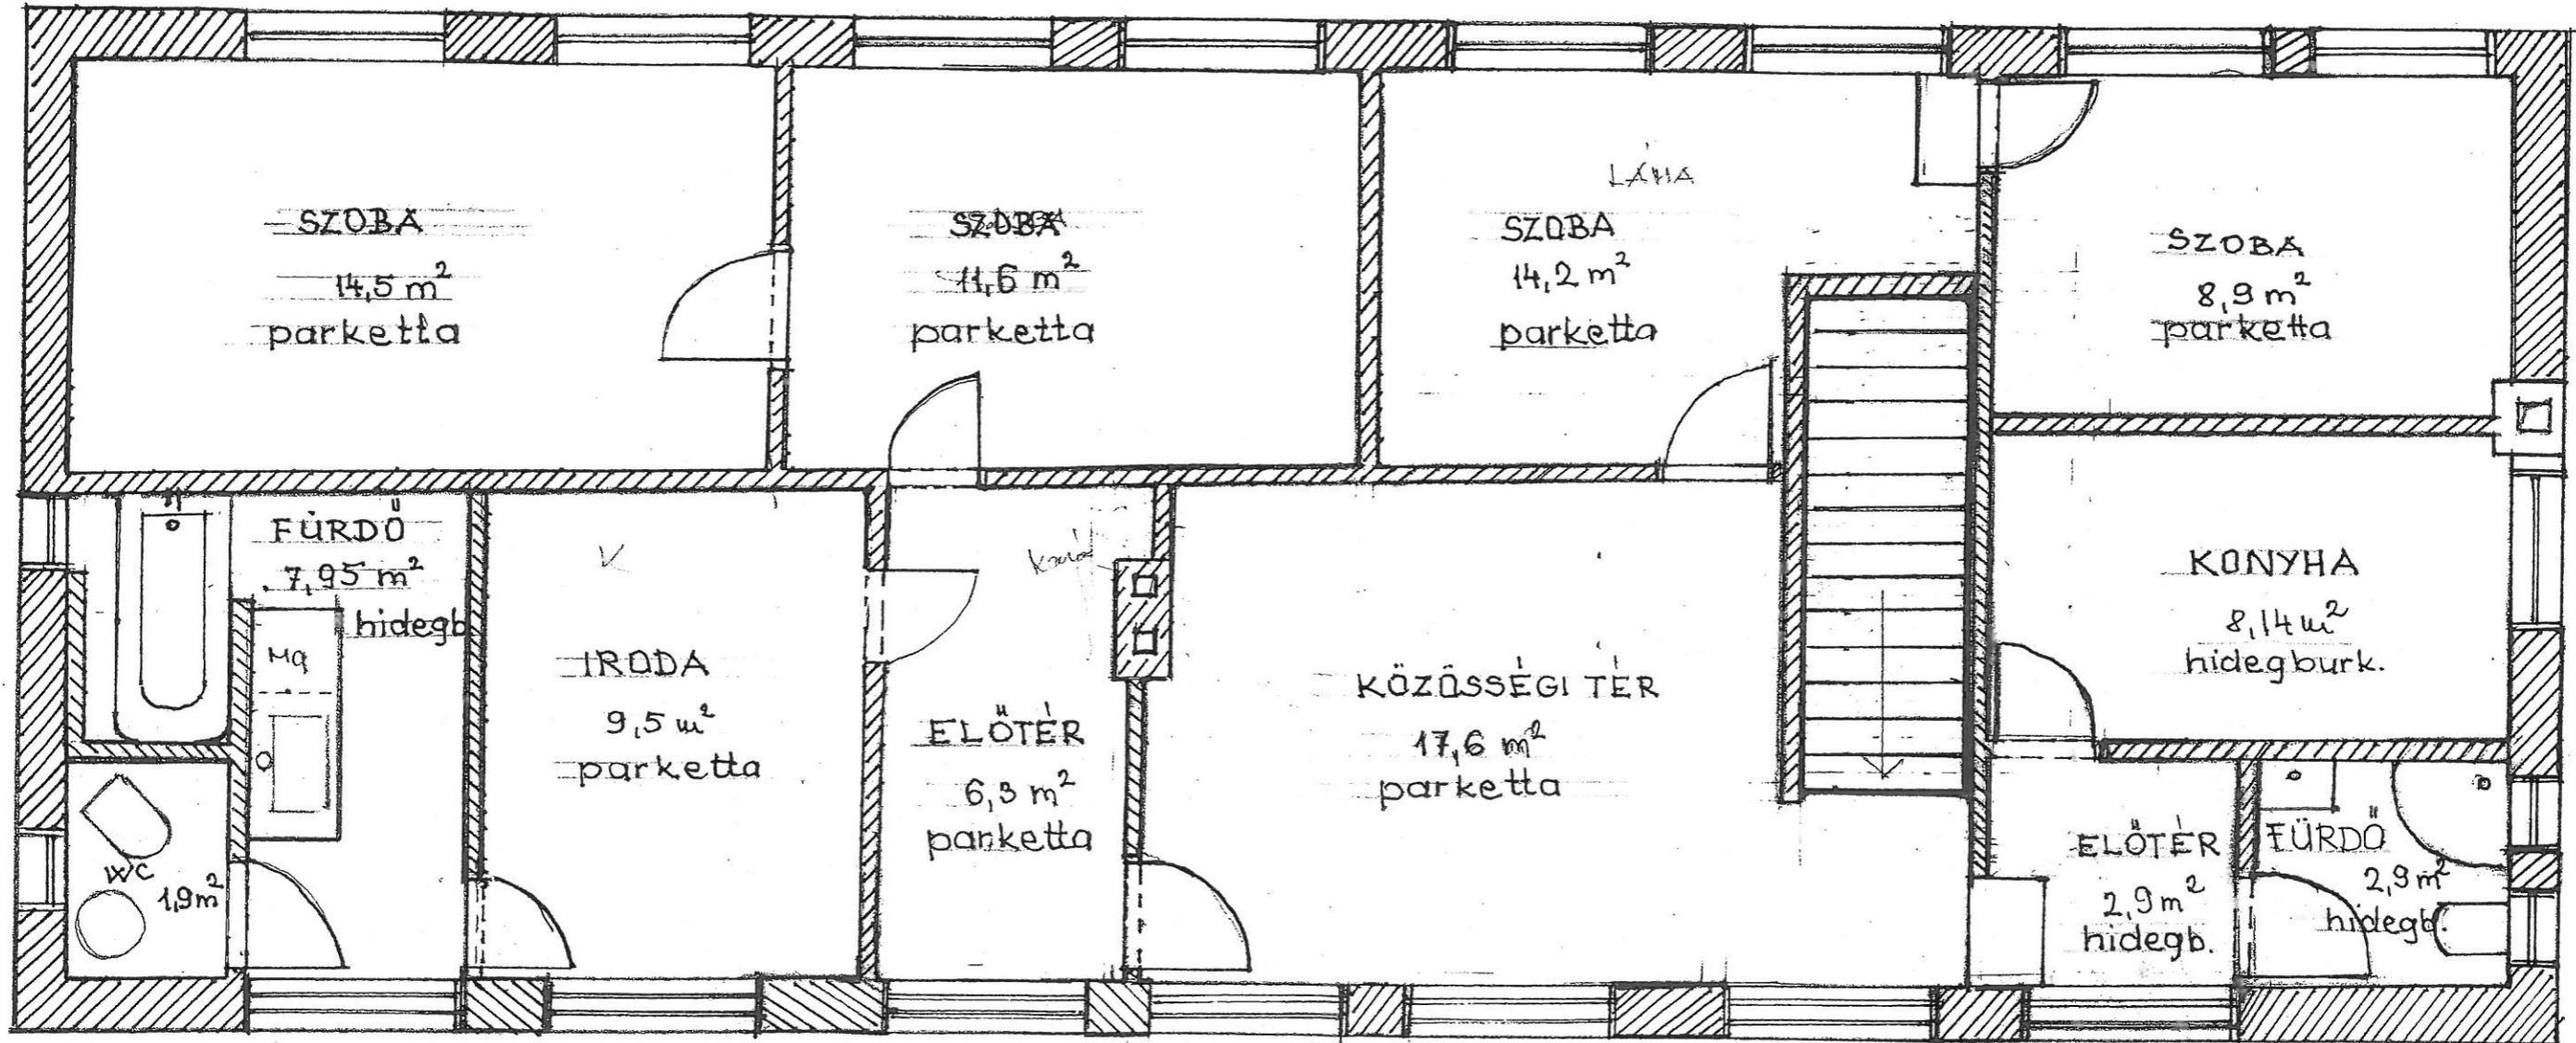 SZOBA
14,5 m²
parketta
SZOBA
11,6 m²
parketta
SZOBA
14,2 m²
parketta
SZOBA
8,9 m²
parketta
FÜRDŐ
7,95 m²
hidegb
WC
1,9 m²
IRODA
9,5 m²
parketta
K
ELŐTÉR
6,3 m²
parketta
KÖZÖSSÉGI TÉR
17,6 m²
parketta
KONYHA
8,14 m²
hidegburk.
ELŐTÉR
2,9 m²
hidegb.
FÜRDŐ
2,9 m²
hidegb.